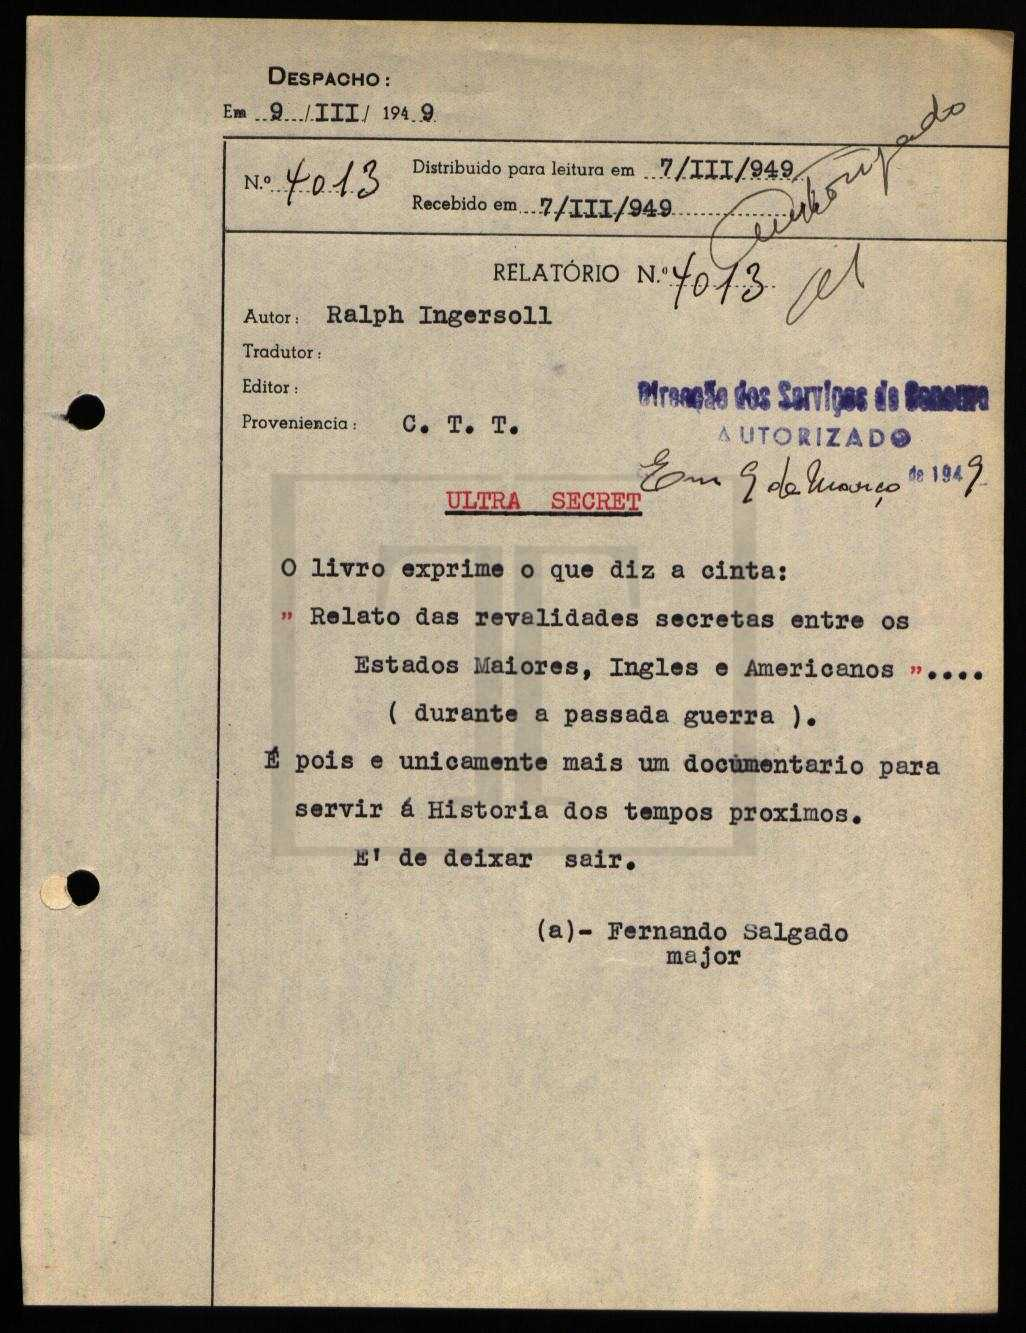 DESPACHO:
Em 9 / III / 194 9
N.º 4013
Distribuido para leitura em 7/III/949
Recebido em 7/III/949
Autorizado
RELATÓRIO N.º 4013
Autor: Ralph Ingersoll
Tradutor:
Editor:
Proveniencia: C. T. T.
Direcção dos Serviços de Censura
AUTORIZADO
Em 9 de Março de 1949
ULTRA SECRET
O livro exprime o que diz a cinta:
" Relato das revalidades secretas entre os
Estados Maiores, Ingles e Americanos "....
( durante a passada guerra ).
É pois e unicamente mais um documentario para
servir á Historia dos tempos proximos.
E' de deixar sair.
(a)- Fernando Salgado
major